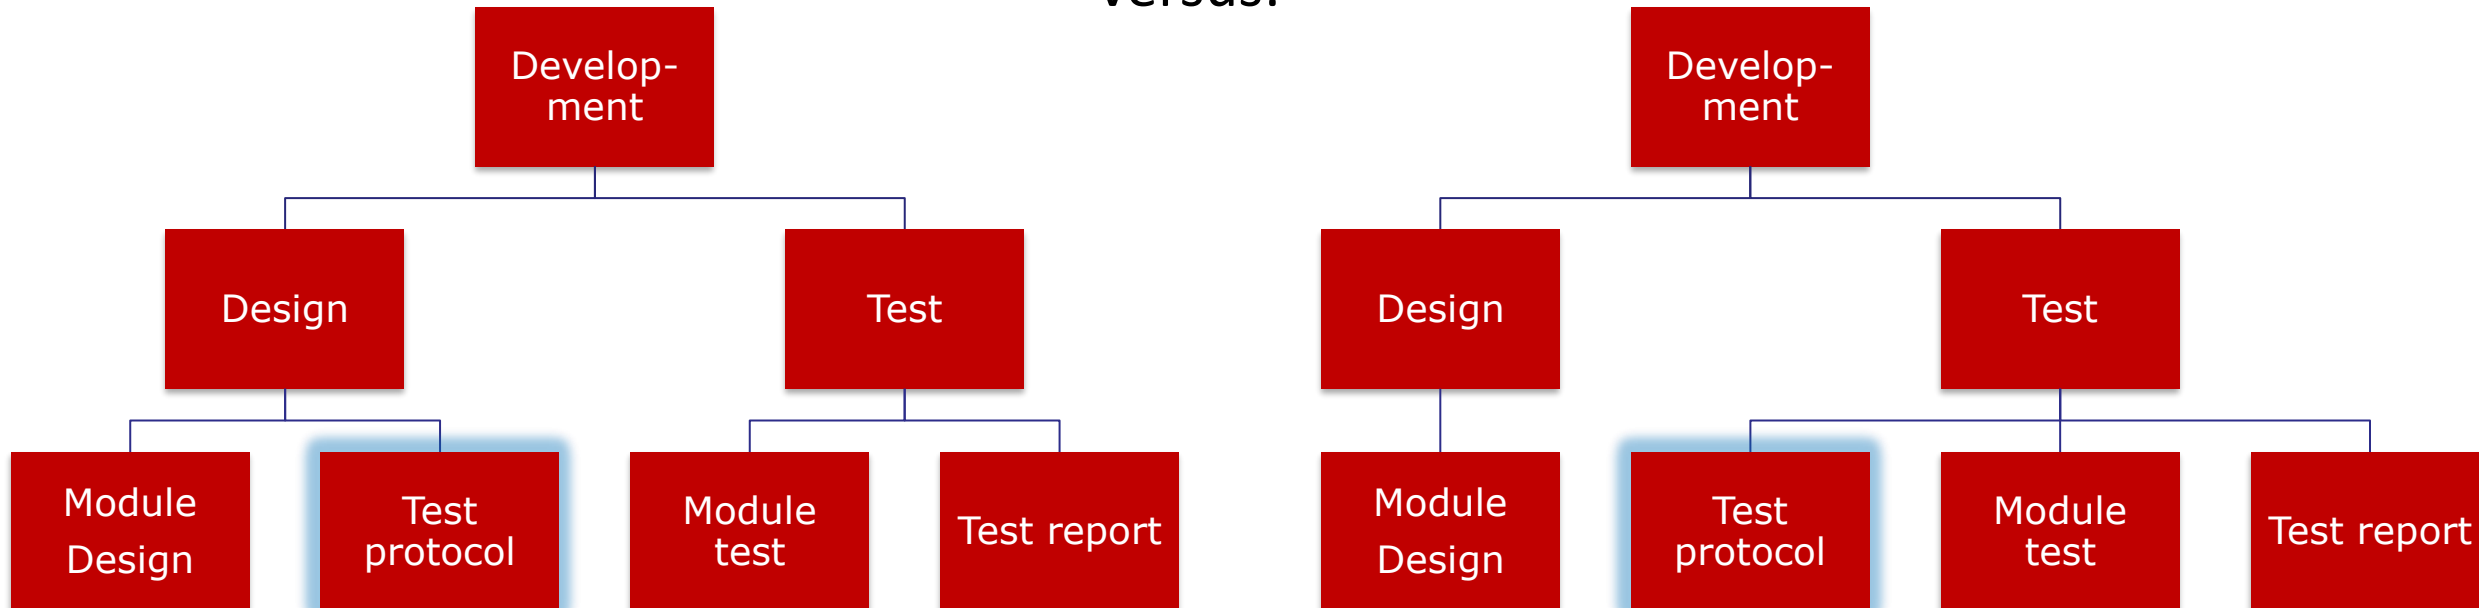 versus:
Develop-
ment
Develop-
ment
Design
Test
Design
Test
Module
Design
Test
protocol
Module
test
Test report
Module
Design
Test
protocol
Module
test
Test report